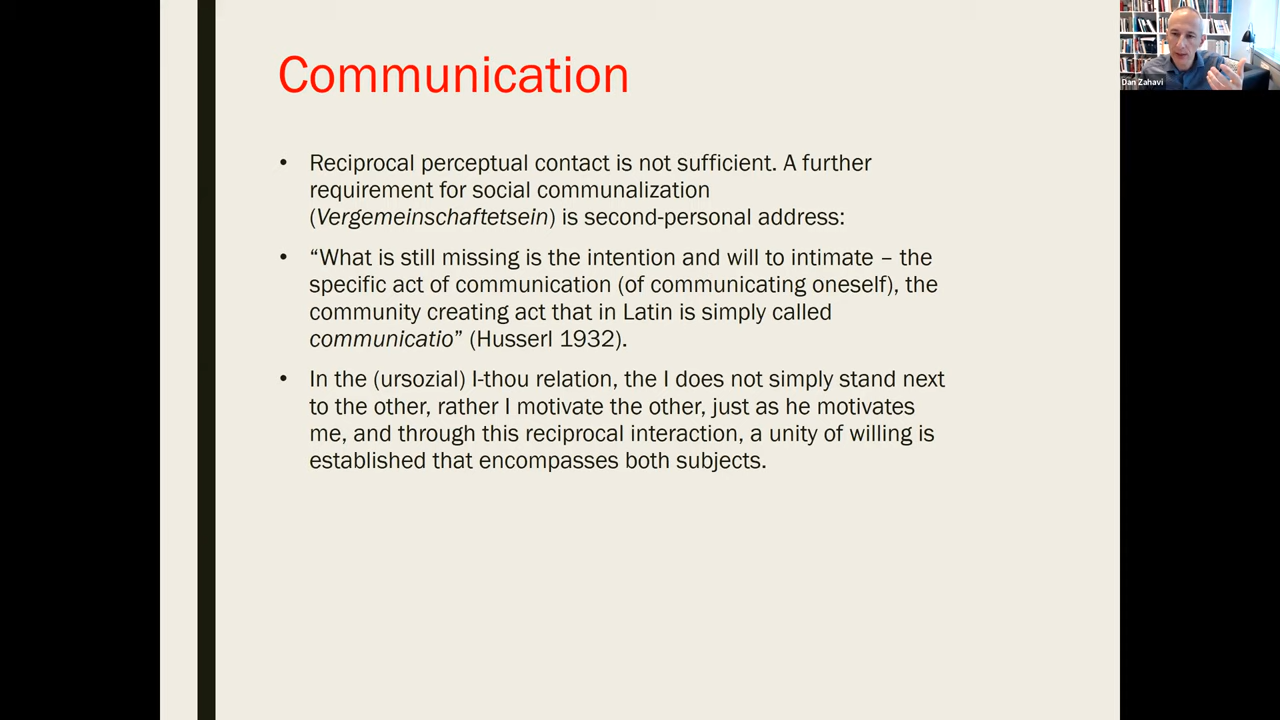 Communication
• Reciprocal perceptual contact is not sufficient. A further
requirement for social communalization
(Vergemeinschaftetsein) is second-personal address:
• “What is still missing is the intention and will to intimate – the
specific act of communication (of communicating oneself), the
community creating act that in Latin is simply called
communicatio” (Husserl 1932).
• In the (ursozial) I-thou relation, the I does not simply stand next
to the other, rather I motivate the other, just as he motivates
me, and through this reciprocal interaction, a unity of willing is
established that encompasses both subjects.
Dan Zahavi